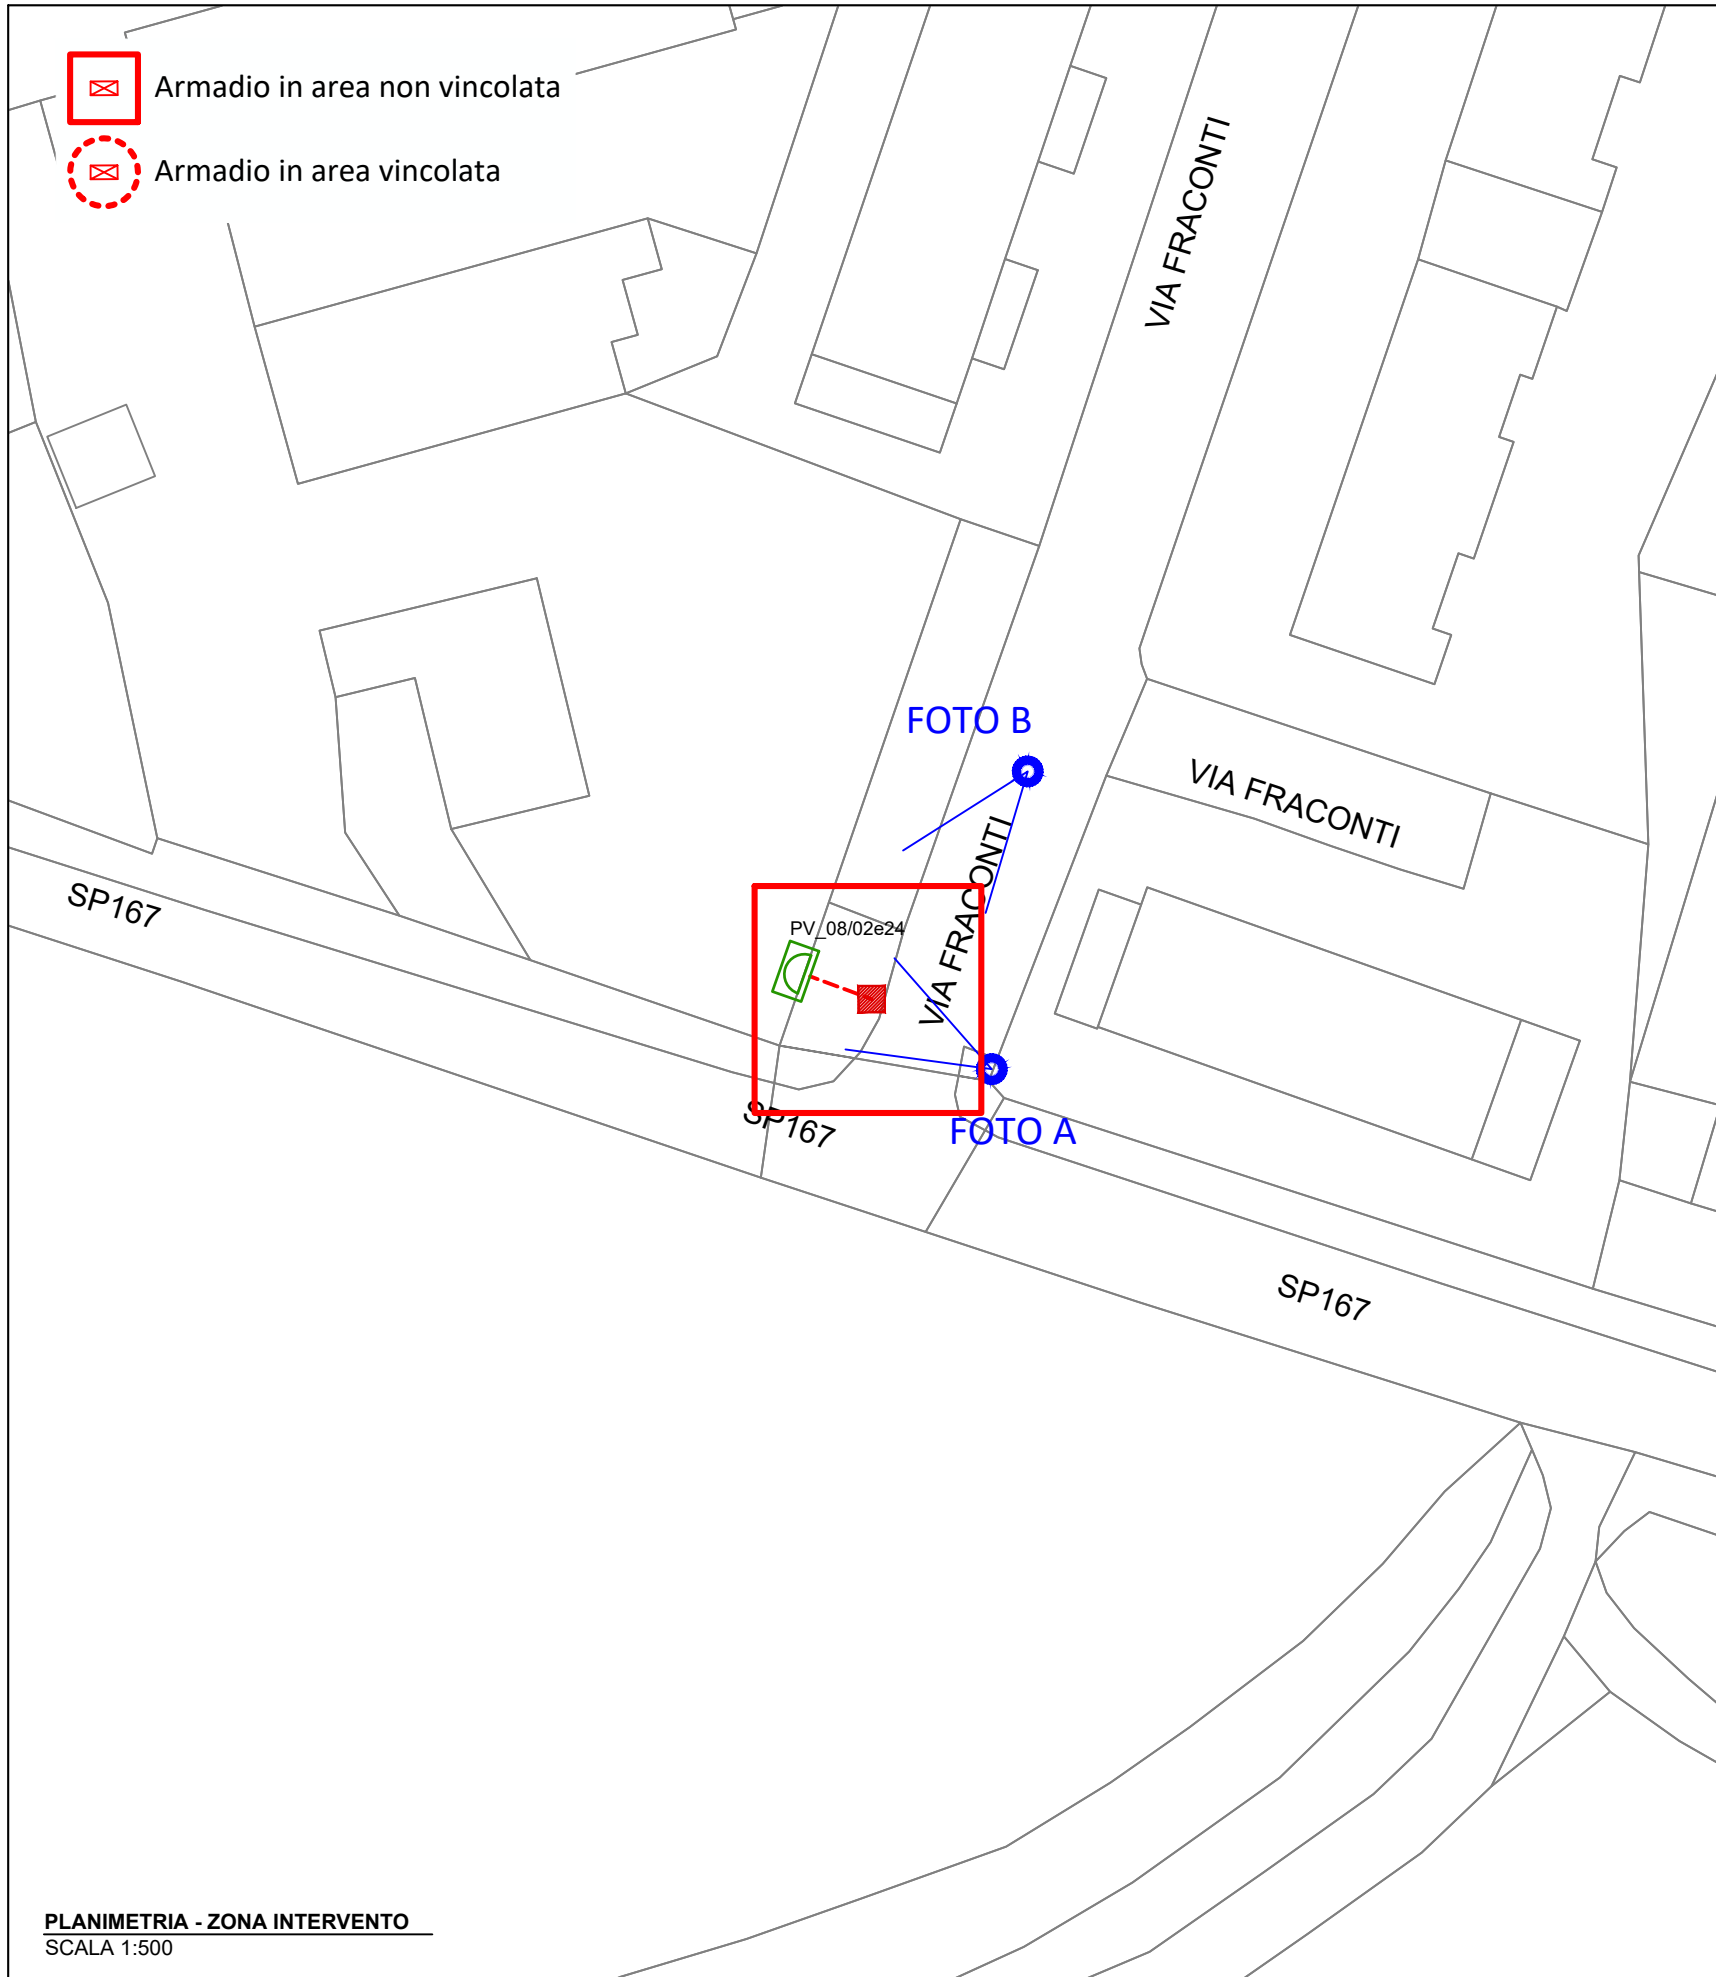 Armadio in area non vincolata
Armadio in area vincolata
VIA FRACONTI
FOTO B
VIA FRACONTI
VIA FRACONTI
SP167
PV_08/02e24
SP167
FOTO A
SP167
PLANIMETRIA - ZONA INTERVENTO
SCALA 1:500